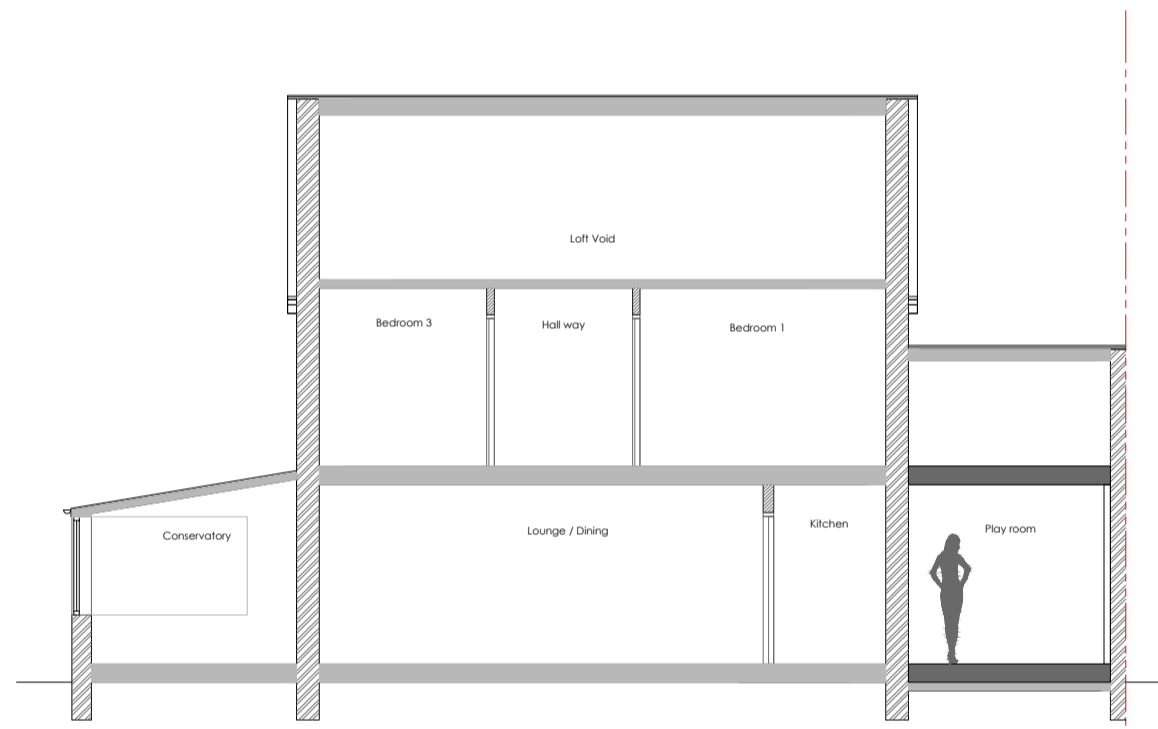 Loft Void
Bedroom 3
Hall way
Bedroom 1
Conservatory
Lounge / Dining
Kitchen
Play room